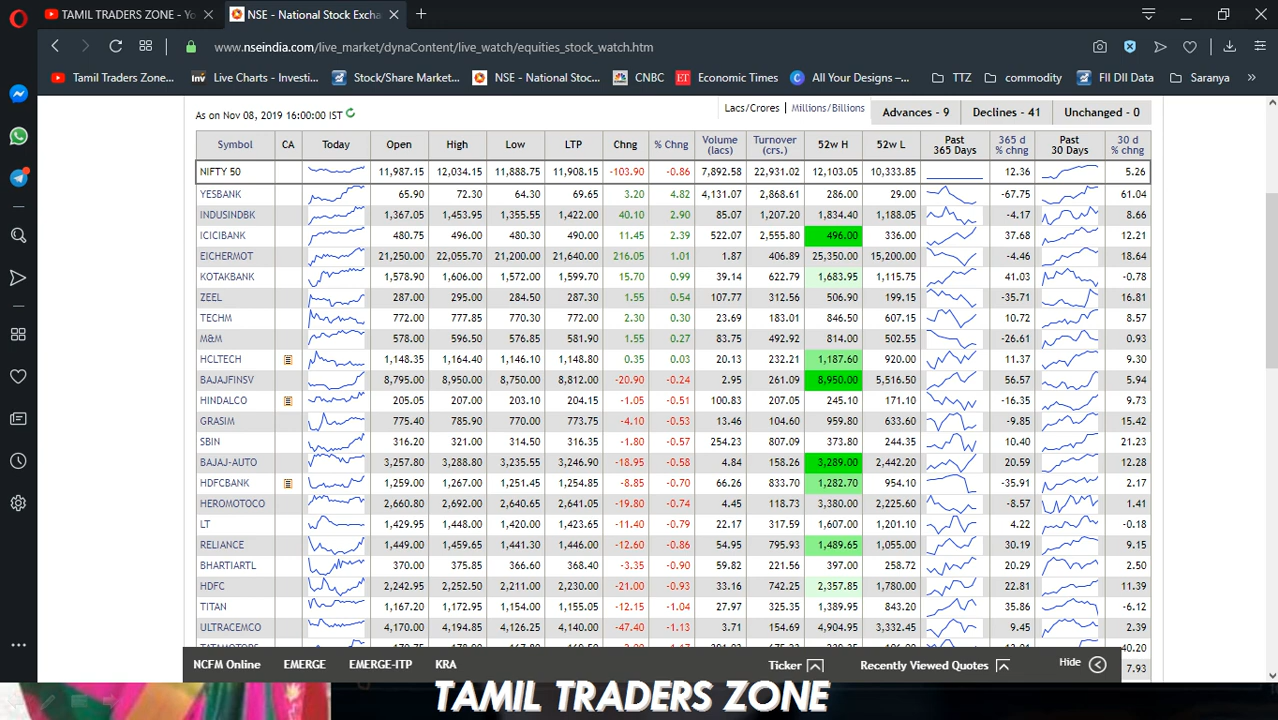 TAMIL TRADERS ZONE - Yo
NSE - National Stock Excha
www.nseindia.com/live_market/dynaContent/live_watch/equities_stock_watch.htm
Tamil Traders Zone... Live Charts - Investi... Stock/Share Market... NSE - National Stoc... CNBC Economic Times All Your Designs –... TTZ commodity FII DII Data Saranya »
As on Nov 08, 2019 16:00:00 IST Lacs/Crores | Millions/Billions Advances - 9 Declines - 41 Unchanged - 0
Symbol CA Today Open High Low LTP Chng % Chng Volume (lacs) Turnover (crs.) 52w H 52w L Past 365 Days 365 d % chng Past 30 Days 30 d % chng
NIFTY 50 11,987.15 12,034.15 11,888.75 11,908.15 -103.90 -0.86 7,892.58 22,931.02 12,103.05 10,333.85 12.36 5.26
YESBANK 65.90 72.30 64.30 69.65 3.20 4.82 4,131.07 2,868.61 286.00 29.00 -67.75 61.04
INDUSINDBK 1,367.05 1,453.95 1,355.55 1,422.00 40.10 2.90 85.07 1,207.20 1,834.40 1,188.05 -4.17 8.66
ICICIBANK 480.75 496.00 480.30 490.00 11.45 2.39 522.07 2,555.80 496.00 336.00 37.68 12.21
EICHERMOT 21,250.00 22,055.70 21,200.00 21,640.00 216.05 1.01 1.87 406.89 25,350.00 15,200.00 -4.46 18.64
KOTAKBANK 1,578.90 1,606.00 1,572.00 1,599.70 15.70 0.99 39.14 622.79 1,683.95 1,115.75 41.03 -0.78
ZEEL 287.00 295.00 284.50 287.30 1.55 0.54 107.77 312.56 506.90 199.15 -35.71 16.81
TECHM 772.00 777.85 770.30 772.00 2.30 0.30 23.69 183.01 846.50 607.15 10.72 8.57
M&M 578.00 596.50 576.85 581.90 1.55 0.27 83.75 492.92 814.00 502.55 -26.61 0.93
HCLTECH 1,148.35 1,164.40 1,146.10 1,148.80 0.35 0.03 20.13 232.21 1,187.60 920.00 11.37 9.30
BAJAJFINSV 8,795.00 8,950.00 8,750.00 8,812.00 -20.90 -0.24 2.95 261.09 8,950.00 5,516.50 56.57 5.94
HINDALCO 205.05 207.00 203.10 204.15 -1.05 -0.51 100.83 207.05 245.10 171.10 -16.35 9.73
GRASIM 775.40 785.90 770.00 772.75 -4.10 -0.53 13.46 104.60 959.80 633.60 -9.85 15.42
SBIN 316.20 321.00 314.50 316.35 -1.80 -0.57 254.23 807.09 373.80 244.35 10.40 21.23
BAJAJ-AUTO 3,257.80 3,288.80 3,235.55 3,246.90 -18.95 -0.58 4.84 158.26 3,289.00 2,442.20 20.59 12.28
HDFCBANK 1,259.00 1,267.00 1,251.45 1,254.85 -8.85 -0.70 66.26 833.70 1,282.70 954.10 -35.91 2.17
HEROMOTOCO 2,660.80 2,692.00 2,640.65 2,641.05 -19.80 -0.74 4.45 118.73 3,380.00 2,225.60 -8.57 1.41
LT 1,429.95 1,448.00 1,420.00 1,423.65 -11.40 -0.79 22.17 317.59 1,607.00 1,201.10 4.22 -0.18
RELIANCE 1,449.00 1,459.65 1,441.30 1,446.00 -12.60 -0.86 54.95 795.93 1,489.65 1,055.00 30.19 9.15
BHARTIARTL 370.00 375.85 366.60 368.40 -3.35 -0.90 59.82 221.56 397.00 258.72 20.29 2.50
HDFC 2,242.95 2,252.50 2,211.00 2,230.00 -21.00 -0.93 33.16 742.25 2,357.85 1,780.00 22.81 11.39
TITAN 1,167.20 1,172.95 1,154.00 1,155.05 -12.15 -1.04 27.97 325.35 1,389.95 843.20 35.86 -6.12
ULTRACEMCO 4,170.00 4,194.85 4,126.25 4,140.00 -47.40 -1.13 3.71 154.69 4,904.95 3,332.45 9.45 2.39
40.20
NCFM Online EMERGE EMERGE-ITP KRA Ticker Recently Viewed Quotes Hide 7.93
TAMIL TRADERS ZONE